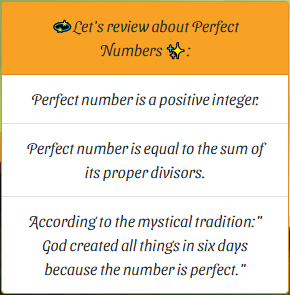 💫Let's review about Perfect
Numbers ✨:
Perfect number is a positive integer.
Perfect number is equal to the sum of
its proper divisors.
According to the mystical tradition:"
God created all things in six days
because the number is perfect."